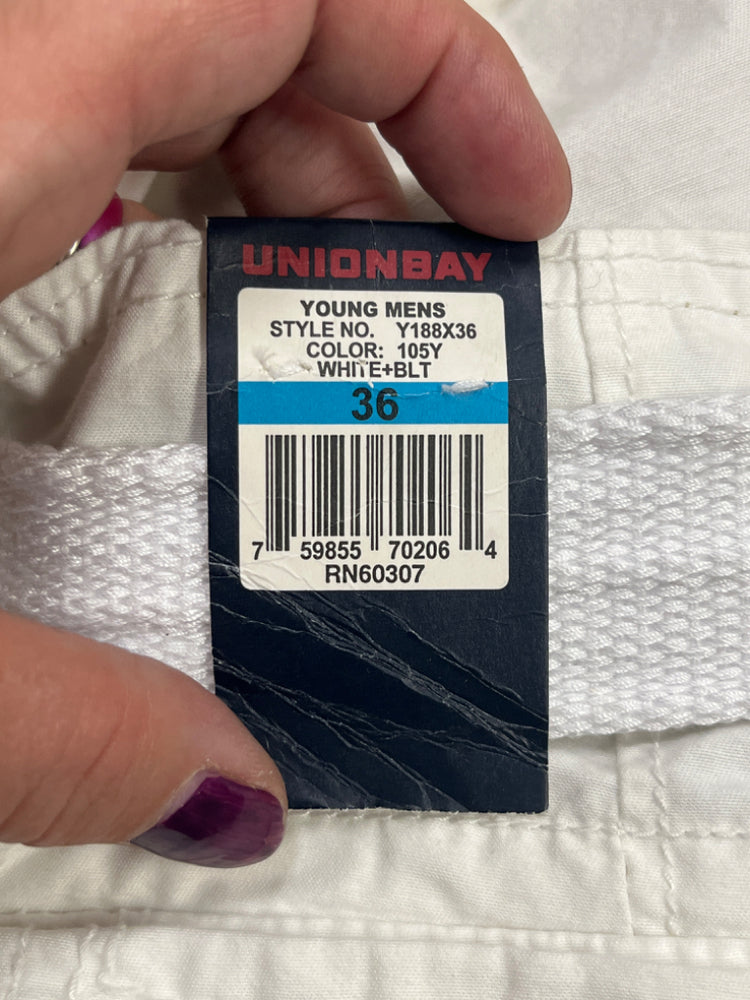 UNIONBAY
YOUNG MENS
STYLE NO. Y188X36
COLOR: 105Y
WHITE+BLT
36
7 59855 70206 4
RN60307